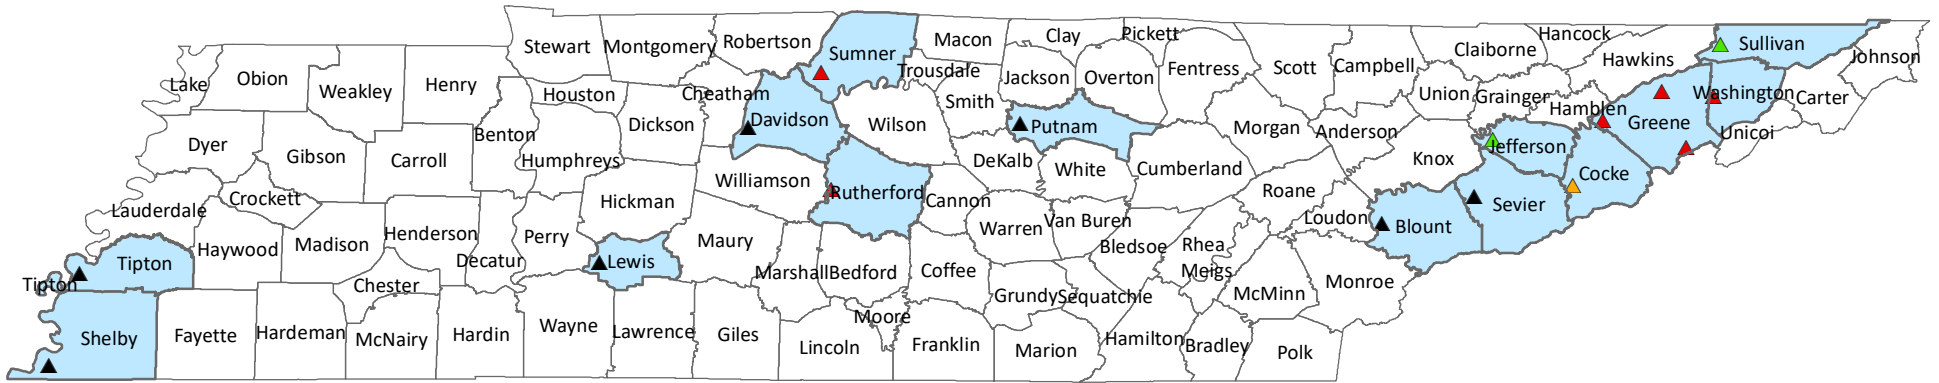 Stewart
Montgomery
Robertson
Sumner
Macon
Clay
Pickett
Claiborne
Hancock
Hawkins
Sullivan
Johnson
Lake
Obion
Weakley
Henry
Houston
Cheatham
Trousdale
Smith
Jackson
Overton
Fentress
Scott
Campbell
Union
Grainger
Hamblen
Greene
Washington
Carter
Unicoi
Dyer
Gibson
Carroll
Benton
Humphreys
Dickson
Davidson
Wilson
Putnam
DeKalb
White
Cumberland
Morgan
Anderson
Knox
Jefferson
Cocke
Lauderdale
Crockett
Haywood
Madison
Henderson
Decatur
Perry
Hickman
Williamson
Rutherford
Cannon
Warren
Van Buren
Bledsoe
Rhea
Meigs
Roane
Loudon
Blount
Sevier
Tipton
Tipton
Chester
Lewis
Maury
Marshall
Bedford
Coffee
Grundy
Sequatchie
McMinn
Monroe
Shelby
Fayette
Hardeman
McNairy
Hardin
Wayne
Lawrence
Giles
Lincoln
Moore
Franklin
Marion
Hamilton
Bradley
Polk